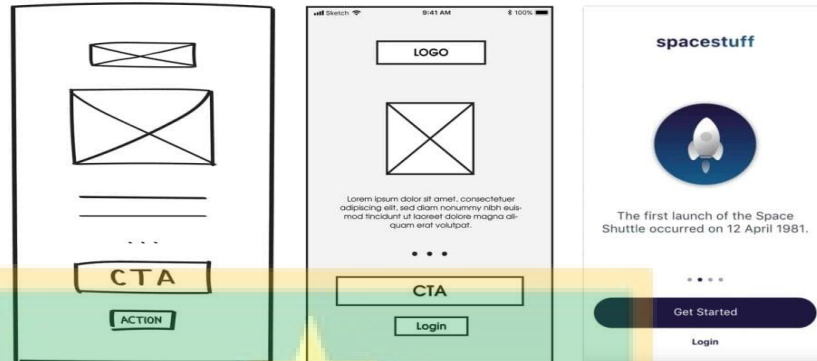 CTA
ACTION
Sketch 9:41 AM 100%
LOGO
Lorem ipsum dolor sit amet, consectetuer
adipiscing elit, sed diam nonummy nibh euis-
mod tincidunt ut laoreet dolore magna ali-
quam erat volutpat.
CTA
Login
spacestuff
The first launch of the Space
Shuttle occurred on 12 April 1981.
Get Started
Login